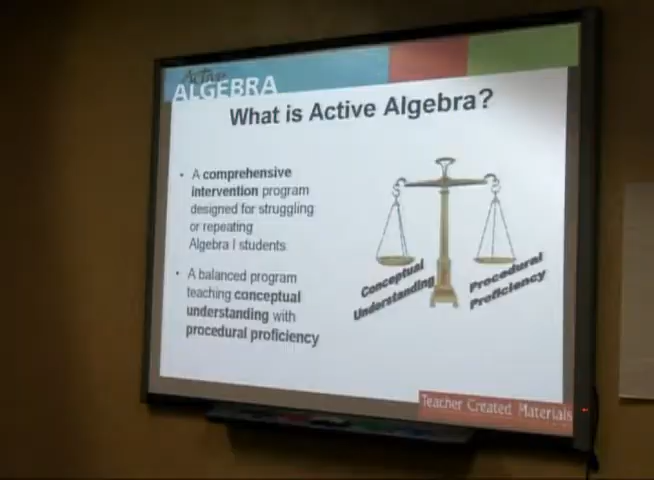 Active
ALGEBRA
What is Active Algebra?
• A comprehensive
intervention program
designed for struggling
or repeating
Algebra I students
• A balanced program
teaching conceptual
understanding with
procedural proficiency
Conceptual
Understanding
Procedural
Proficiency
Teacher Created Materials